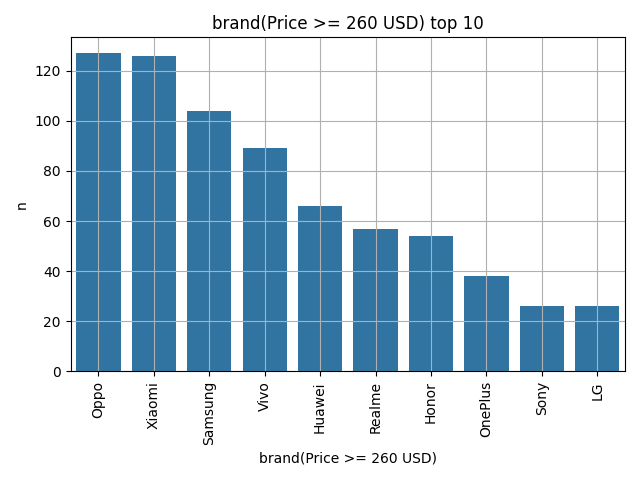 brand(Price >= 260 USD) top 10
n
120
100
80
60
40
20
0
Oppo
Xiaomi
Samsung
Vivo
Huawei
Realme
Honor
OnePlus
Sony
LG
brand(Price >= 260 USD)